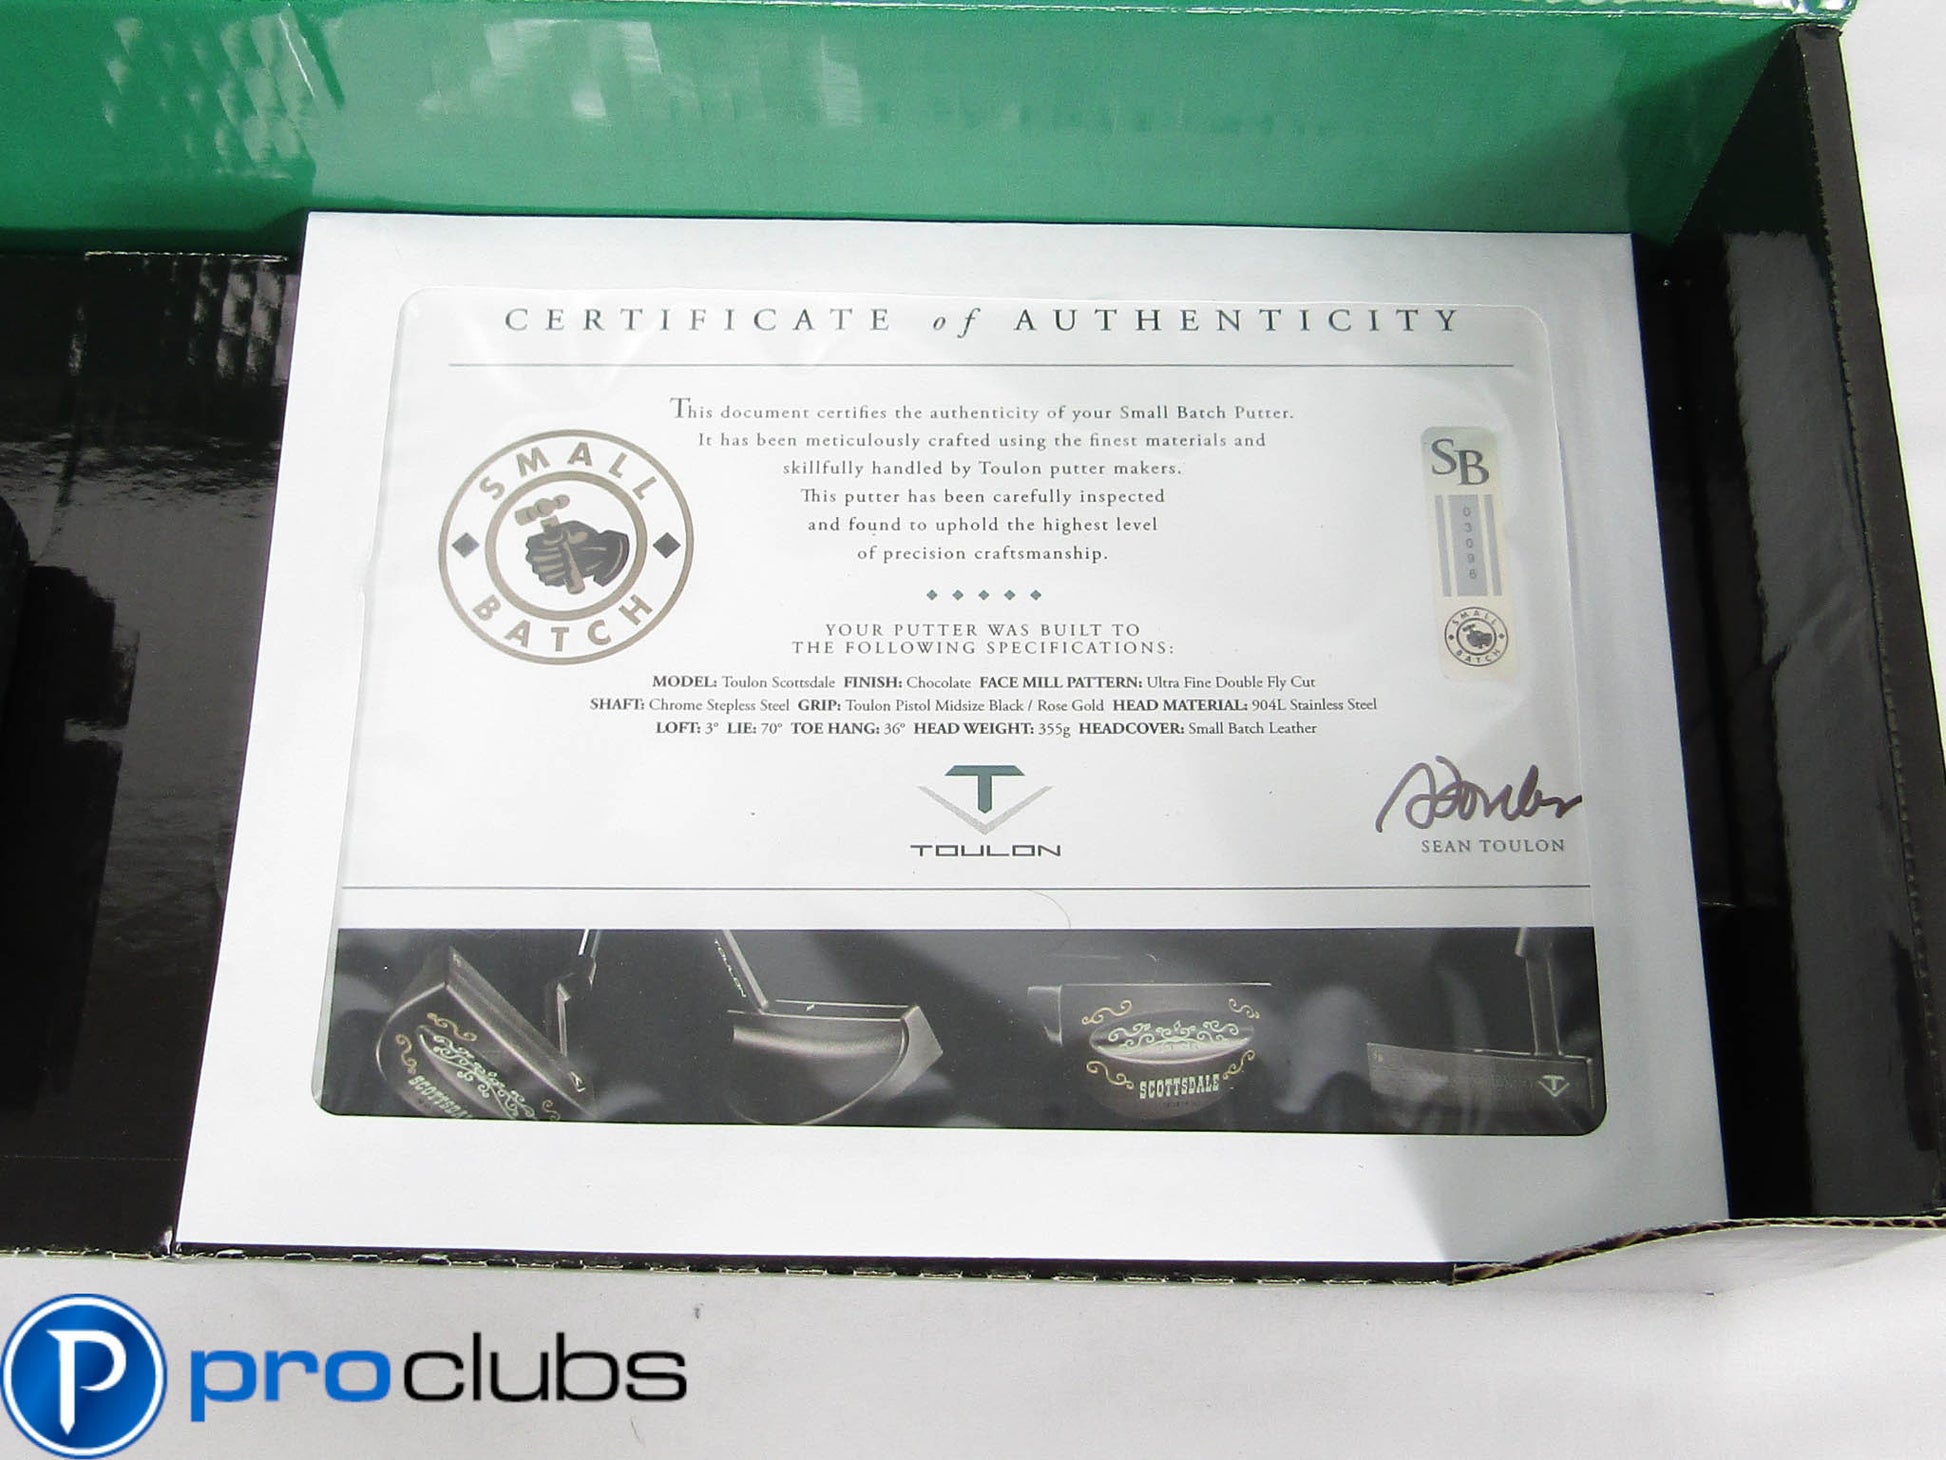 CERTIFICATE of AUTHENTICITY
This document certifies the authenticity of your Small Batch Putter.
It has been meticulously crafted using the finest materials and
skillfully handled by Toulon putter makers.
This putter has been carefully inspected
and found to uphold the highest level
of precision craftsmanship.
SMALL
BATCH
SB
03096
SMALL
BATCH
YOUR PUTTER WAS BUILT TO
THE FOLLOWING SPECIFICATIONS:
MODEL: Toulon Scottsdale FINISH: Chocolate FACE MILL PATTERN: Ultra Fine Double Fly Cut
SHAFT: Chrome Stepless Steel GRIP: Toulon Pistol Midsize Black / Rose Gold HEAD MATERIAL: 904L Stainless Steel
LOFT: 3° LIE: 70° TOE HANG: 36° HEAD WEIGHT: 355g HEADCOVER: Small Batch Leather
T
TOULON
SEAN TOULON
TOULON
SCOTTSDALE
proclubs